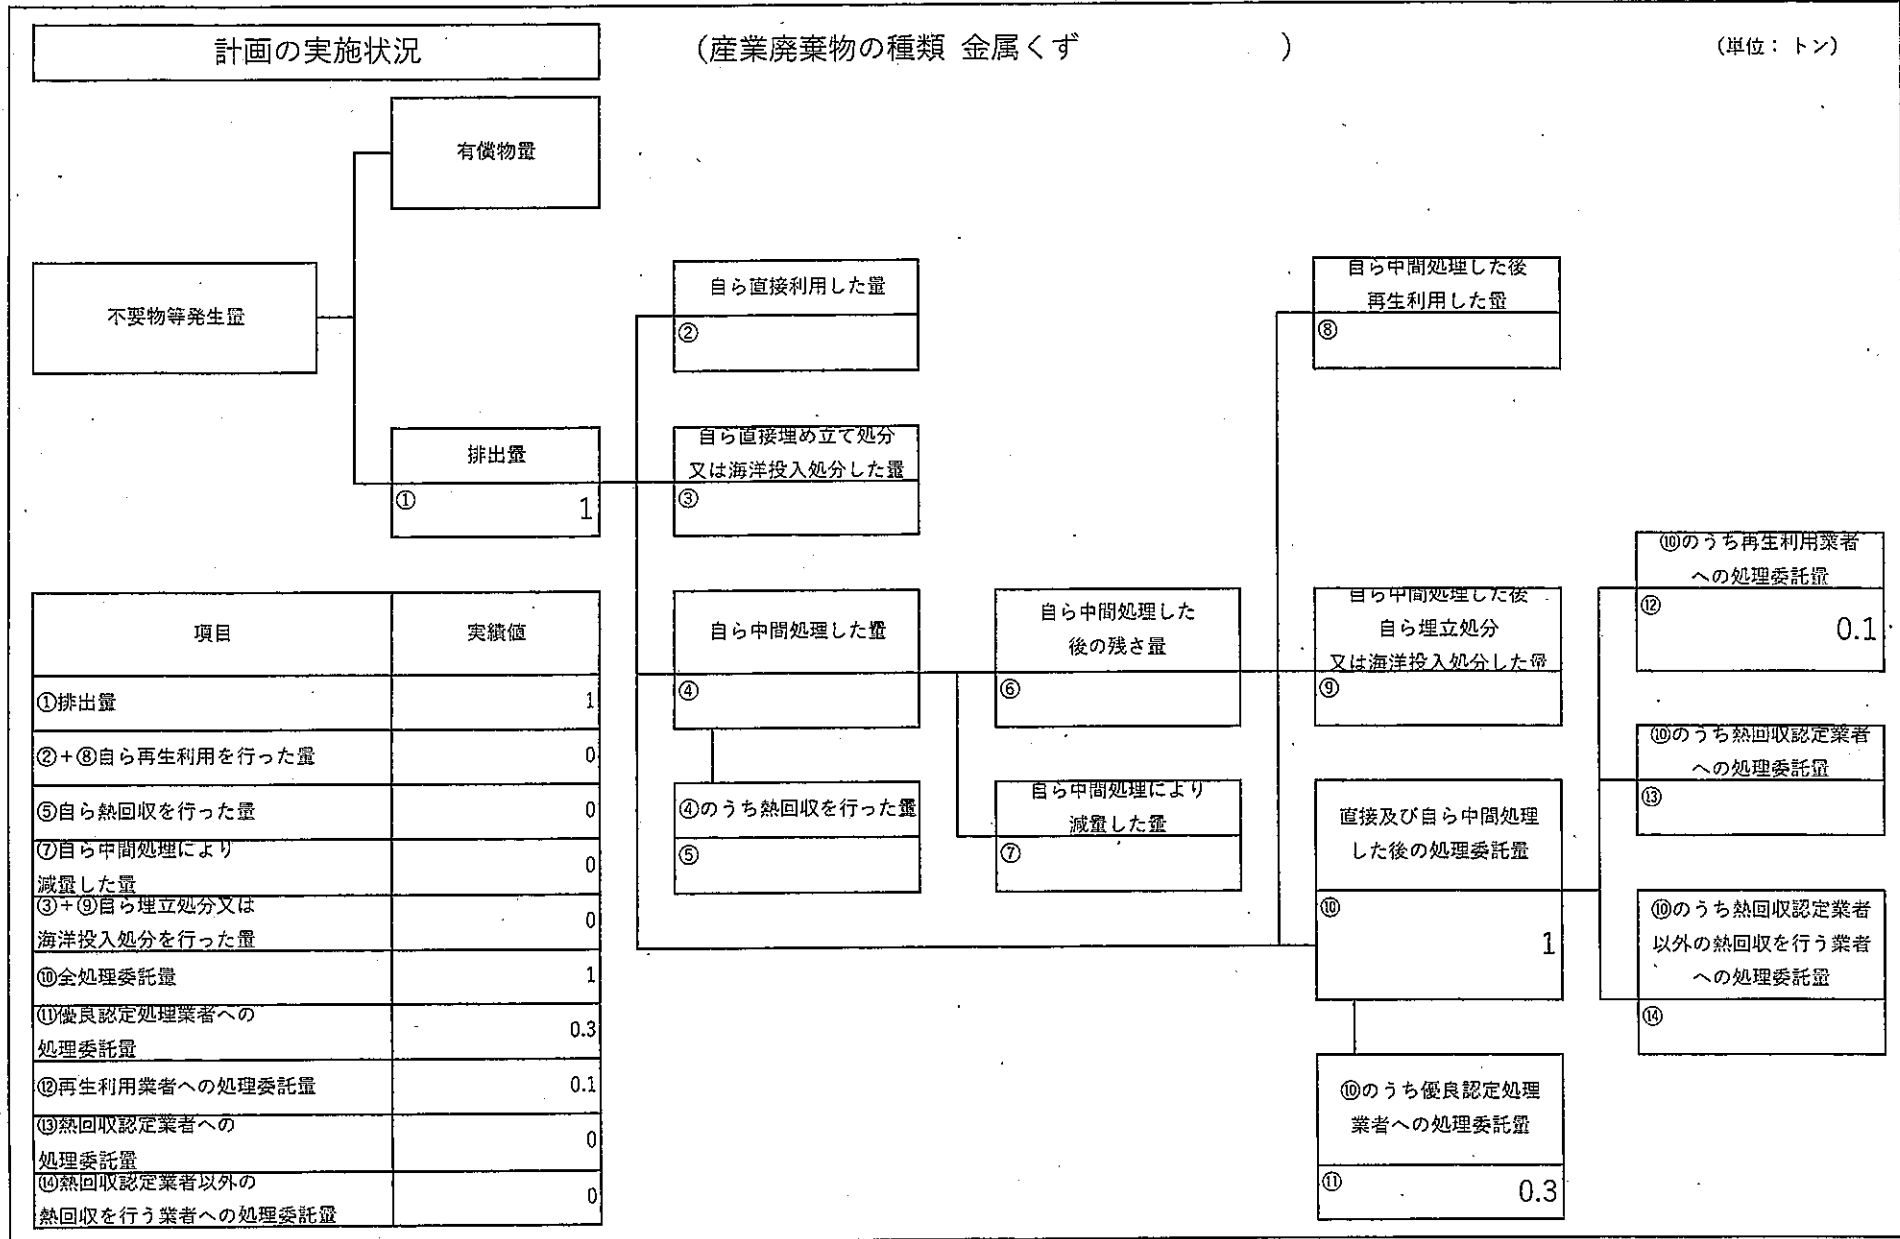 計画の実施状況
(産業廃棄物の種類 金属くず )
(単位:トン)
有償物量
不要物等発生量
排出量
① 1
自ら直接利用した量
②
自ら直接埋め立て処分
又は海洋投入処分した量
③
自ら中間処理した量
④
④のうち熱回収を行った量
⑤
自ら中間処理した
後の残さ量
⑥
自ら中間処理により
減量した量
⑦
自ら中間処理した後
再生利用した量
⑧
自ら中間処理した後
自ら埋立処分
又は海洋投入処分した量
⑨
直接及び自ら中間処理
した後の処理委託量
⑩
1
⑩のうち優良認定処理
業者への処理委託量
⑪ 0.3
⑩のうち再生利用業者
への処理委託量
⑫
0.1
⑩のうち熱回収認定業者
への処理委託量
⑬
⑩のうち熱回収認定業者
以外の熱回収を行う業者
への処理委託量
⑭
項目 実績値
①排出量 1
②+⑧自ら再生利用を行った量 0
⑤自ら熱回収を行った量 0
⑦自ら中間処理により
減量した量 0
③+⑨自ら埋立処分又は
海洋投入処分を行った量 0
⑩全処理委託量 1
⑪優良認定処理業者への
処理委託量 0.3
⑫再生利用業者への処理委託量 0.1
⑬熱回収認定業者への
処理委託量 0
⑭熱回収認定業者以外の
熱回収を行う業者への処理委託量 0